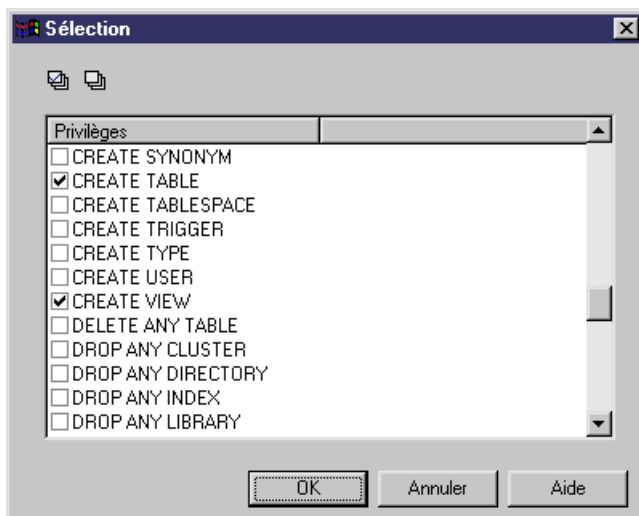 Sélection
Privilèges
CREATE SYNONYM
CREATE TABLE
CREATE TABLESPACE
CREATE TRIGGER
CREATE TYPE
CREATE USER
CREATE VIEW
DELETE ANY TABLE
DROP ANY CLUSTER
DROP ANY DIRECTORY
DROP ANY INDEX
DROP ANY LIBRARY
OK Annuler Aide